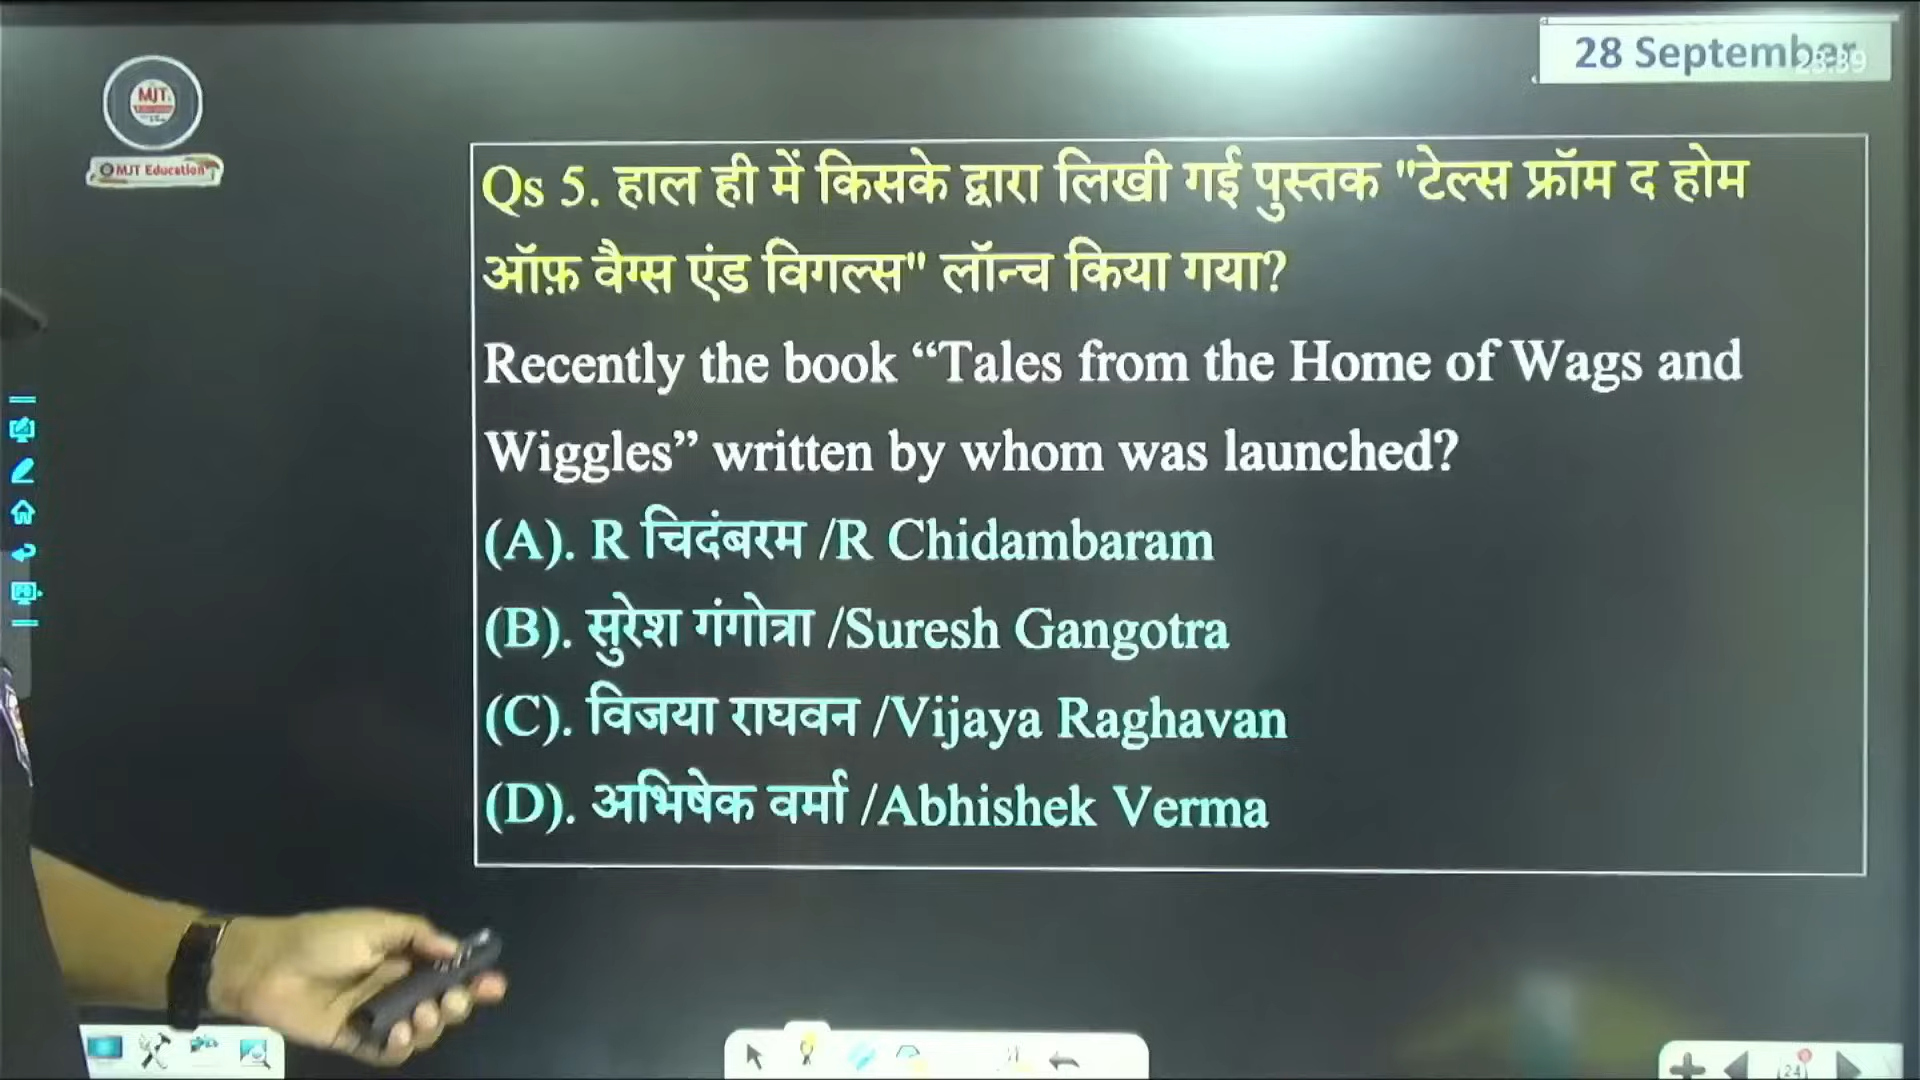 28 September
MJT
MJT Education
Qs 5. हाल ही में किसके द्वारा लिखी गई पुस्तक "टेल्स फ्रॉम द होम
ऑफ़ वैग्स एंड विगल्स" लॉन्च किया गया?
Recently the book “Tales from the Home of Wags and
Wiggles” written by whom was launched?
(A). R चिदंबरम /R Chidambaram
(B). सुरेश गंगोत्रा /Suresh Gangotra
(C). विजया राघवन /Vijaya Raghavan
(D). अभिषेक वर्मा /Abhishek Verma
24